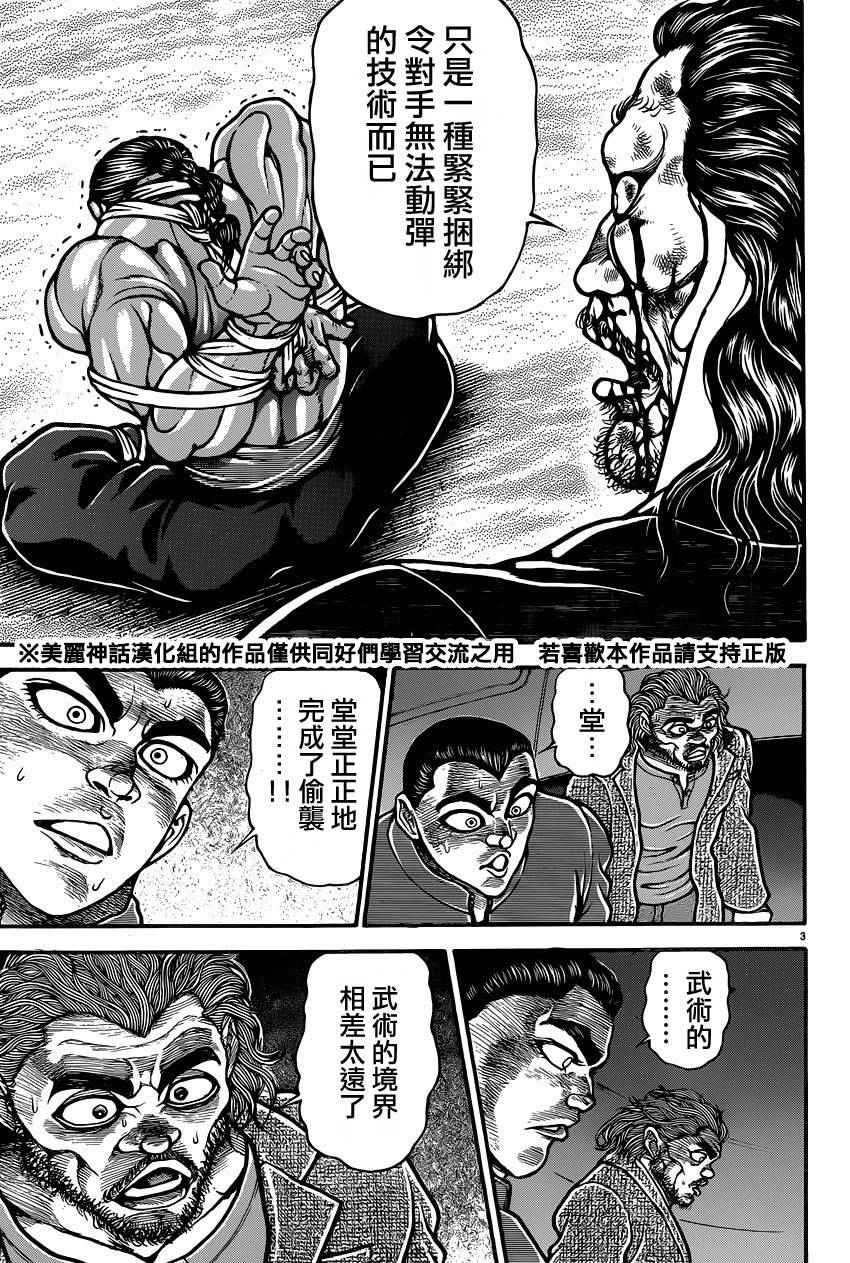 只是一種緊緊捆綁
令對手無法動彈
的技術而已
※美麗神話漢化組的作品僅供同好們學習交流之用　若喜歡本作品請支持正版
…堂…
堂堂正正地
完成了偷襲
………!!
3
武術的
………
武術的境界
相差太遠了